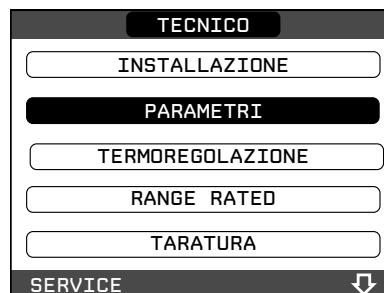 TECNICO
INSTALLAZIONE
PARAMETRI
TERMOREGOLAZIONE
RANGE RATED
TARATURA
SERVICE